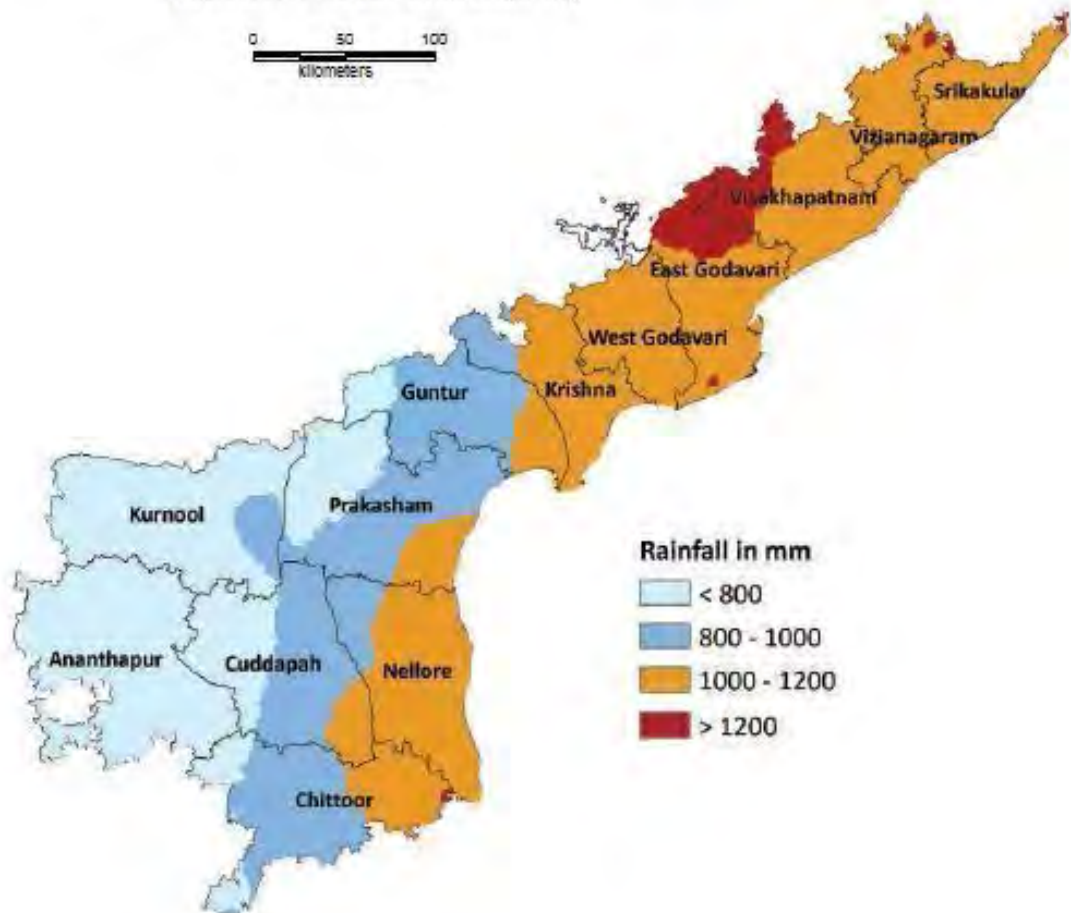 0 50 100
kilometers
Srikakular
Vizianagaram
Visakhapatnam
East Godavari
West Godavari
Krishna
Guntur
Prakasham
Kurnool
Ananthapur
Cuddapah
Nellore
Chittoor
Rainfall in mm
< 800
800 - 1000
1000 - 1200
> 1200